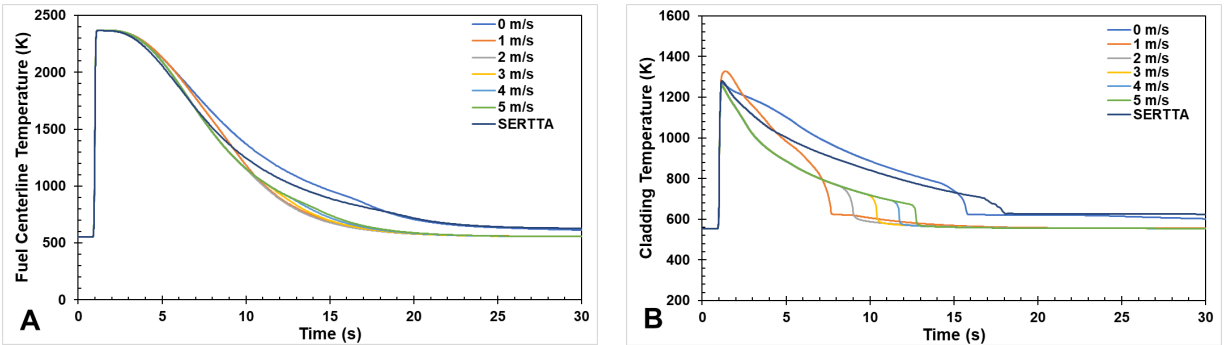 Fuel Centerline Temperature (K)
2500
2000
1500
1000
500
0
0 5 10 15 20 25 30
Time (s)
0 m/s
1 m/s
2 m/s
3 m/s
4 m/s
5 m/s
SERTTA
A
Cladding Temperature (K)
1600
1400
1200
1000
800
600
400
200
0 5 10 15 20 25 30
Time (s)
0 m/s
1 m/s
2 m/s
3 m/s
4 m/s
5 m/s
SERTTA
B